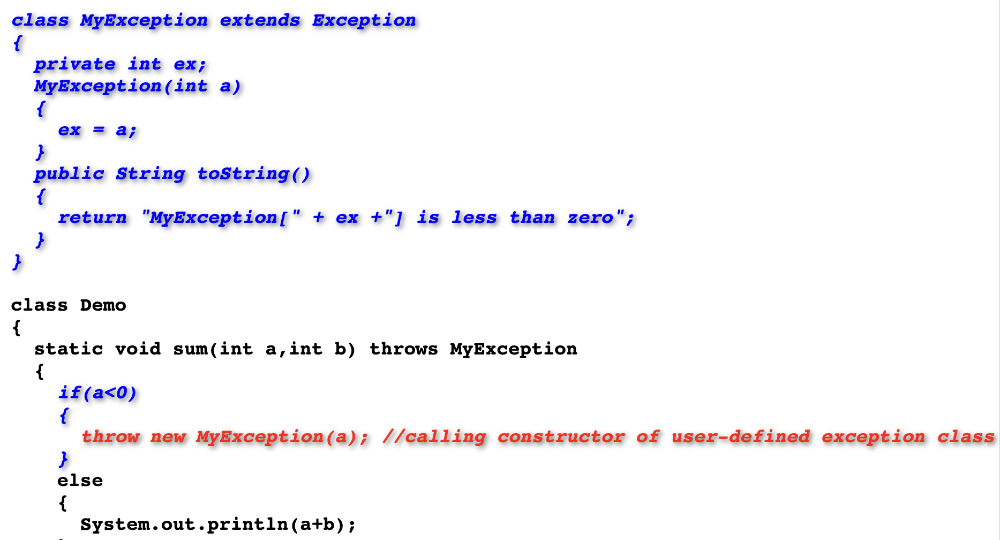 class MyException extends Exception
{
  private int ex;
  MyException(int a)
  {
    ex = a;
  }
  public String toString()
  {
    return "MyException[" + ex +"] is less than zero";
  }
}

class Demo
{
  static void sum(int a,int b) throws MyException
  {
    if(a<0)
    {
      throw new MyException(a); //calling constructor of user-defined exception class
    }
    else
    {
      System.out.println(a+b);